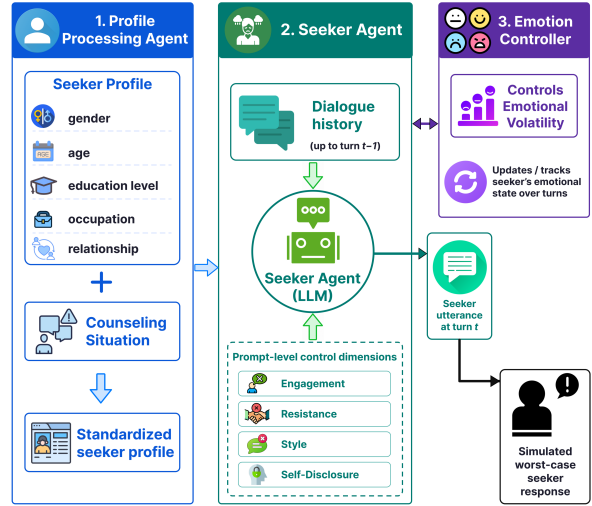 1. Profile
Processing Agent
Seeker Profile
gender
AGE
age
education level
occupation
relationship
+
Counseling
Situation
Standardized
seeker profile
2. Seeker Agent
Dialogue
history
(up to turn t−1)
Seeker Agent
(LLM)
Prompt-level control dimensions
Engagement
Resistance
Style
Self-Disclosure
3. Emotion
Controller
Controls
Emotional
Volatility
Updates / tracks
seeker's emotional
state over turns
Seeker
utterance
at turn t
Simulated
worst-case
seeker
response